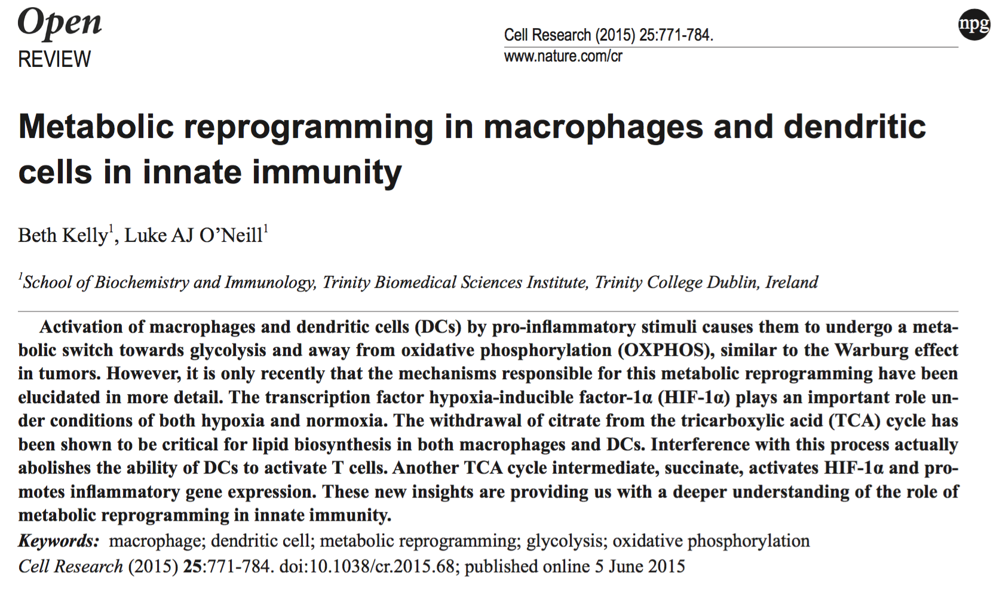 Open
REVIEW
Cell Research (2015) 25:771-784.
www.nature.com/cr
npg
Metabolic reprogramming in macrophages and dendritic
cells in innate immunity
Beth Kelly1, Luke AJ O’Neill1
1School of Biochemistry and Immunology, Trinity Biomedical Sciences Institute, Trinity College Dublin, Ireland
Activation of macrophages and dendritic cells (DCs) by pro-inflammatory stimuli causes them to undergo a meta-
bolic switch towards glycolysis and away from oxidative phosphorylation (OXPHOS), similar to the Warburg effect
in tumors. However, it is only recently that the mechanisms responsible for this metabolic reprogramming have been
elucidated in more detail. The transcription factor hypoxia-inducible factor-1α (HIF-1α) plays an important role un-
der conditions of both hypoxia and normoxia. The withdrawal of citrate from the tricarboxylic acid (TCA) cycle has
been shown to be critical for lipid biosynthesis in both macrophages and DCs. Interference with this process actually
abolishes the ability of DCs to activate T cells. Another TCA cycle intermediate, succinate, activates HIF-1α and pro-
motes inflammatory gene expression. These new insights are providing us with a deeper understanding of the role of
metabolic reprogramming in innate immunity.
Keywords: macrophage; dendritic cell; metabolic reprogramming; glycolysis; oxidative phosphorylation
Cell Research (2015) 25:771-784. doi:10.1038/cr.2015.68; published online 5 June 2015